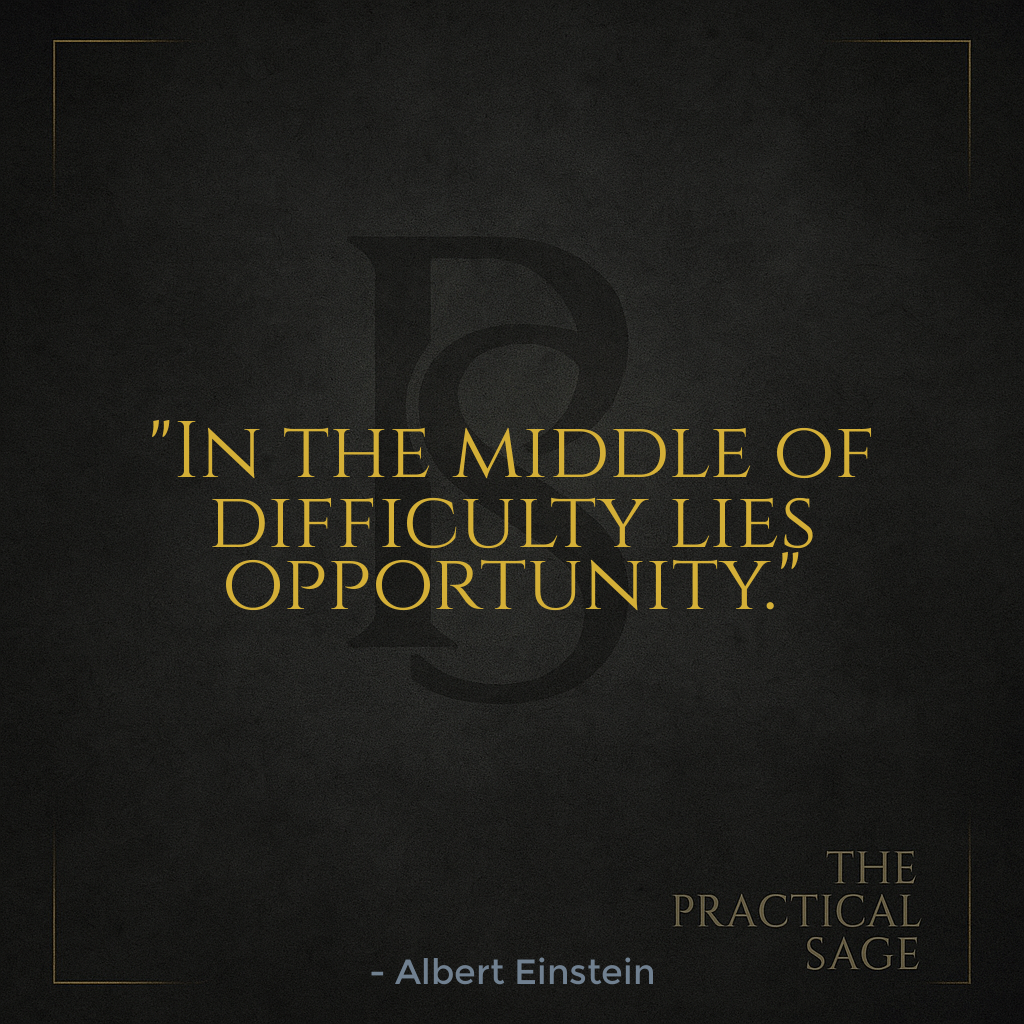 "In the middle of
difficulty lies
opportunity."
THE
PRACTICAL
SAGE
- Albert Einstein